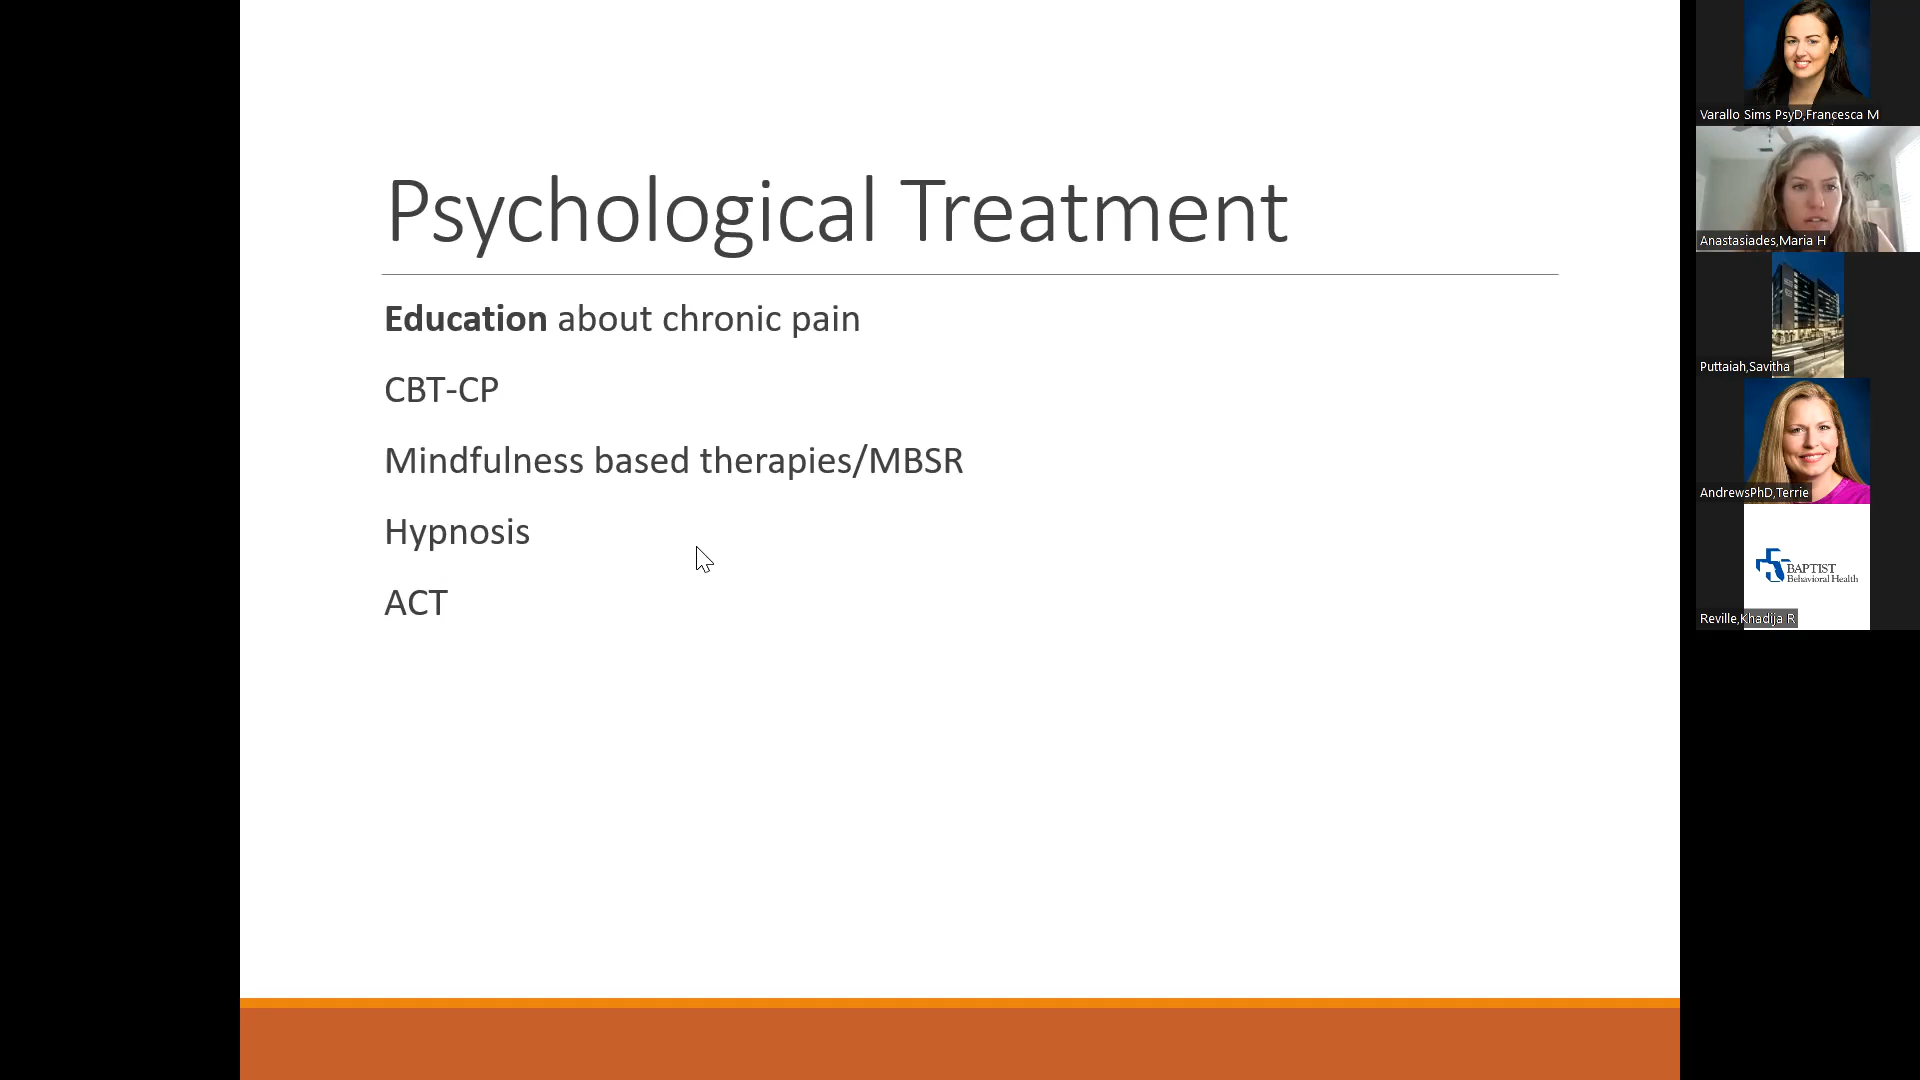 Psychological Treatment
Education about chronic pain
CBT-CP
Mindfulness based therapies/MBSR
Hypnosis
ACT
Varallo Sims PsyD,Francesca M
Anastasiades,Maria H
Puttaiah,Savitha
AndrewsPhD,Terrie
BAPTIST
Behavioral Health
Reville,Khadija R